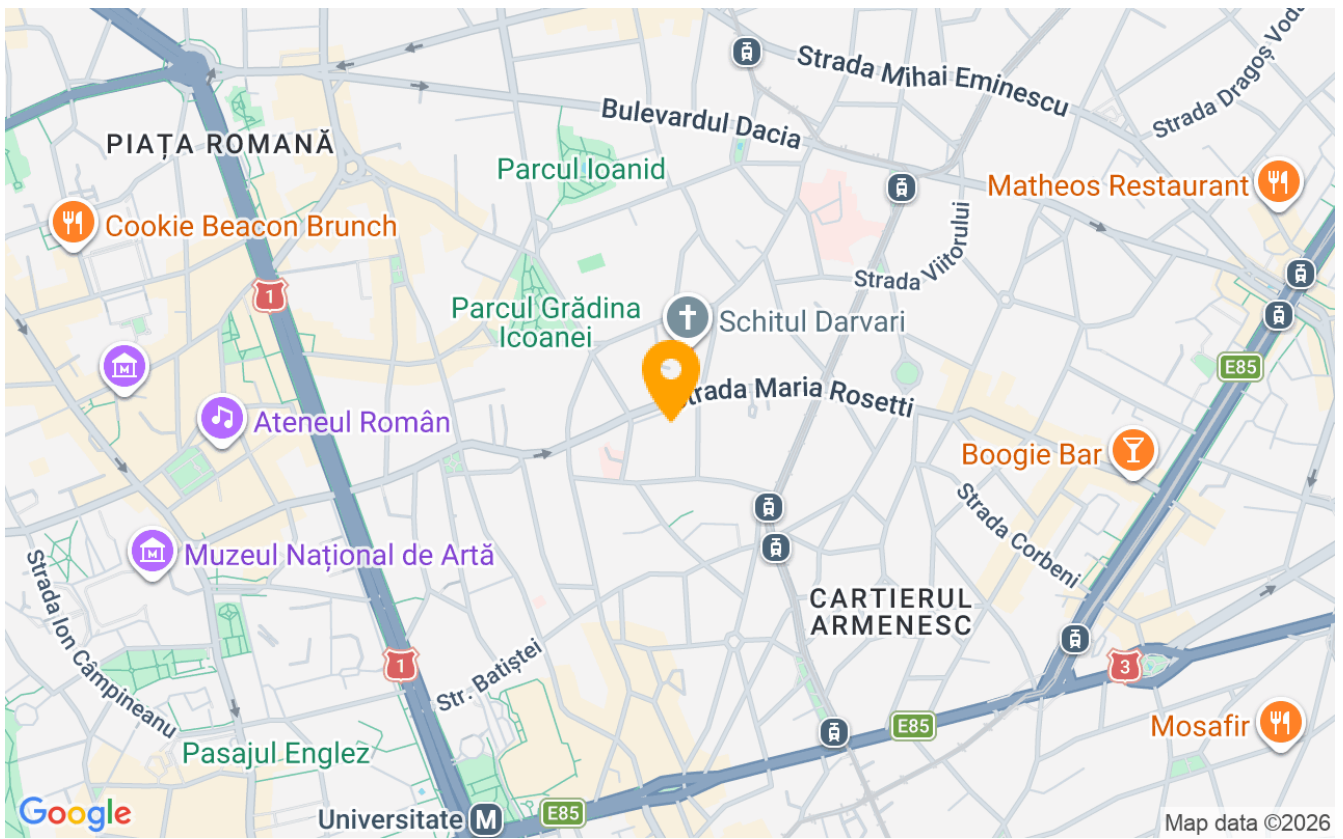 Strada Mihai Eminescu
Strada Dragoș Vodă
Bulevardul Dacia
PIAȚA ROMANĂ
Parcul Ioanid
Matheos Restaurant
Cookie Beacon Brunch
Strada Viitorului
1
Parcul Grădina
Icoanei
Schitul Darvari
E85
M
Strada Maria Rosetti
Ateneul Român
Boogie Bar
Strada Corbeni
M
Muzeul Național de Artă
Strada Ion Câmpineanu
CARTIERUL
ARMENESC
1
Str. Batiștei
3
E85
Mosafir
Pasajul Englez
Google
Universitate M
E85
Map data ©2026